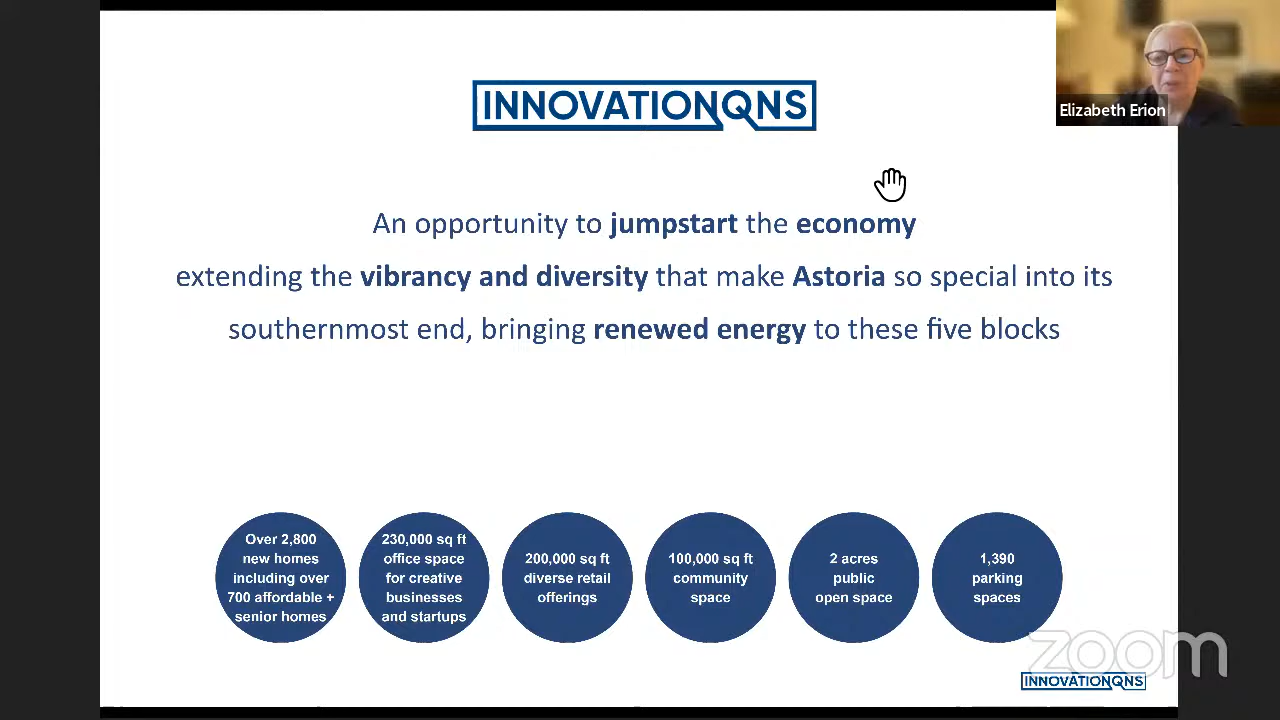 INNOVATIONQNS
Elizabeth Erion
An opportunity to jumpstart the economy
extending the vibrancy and diversity that make Astoria so special into its
southernmost end, bringing renewed energy to these five blocks
Over 2,800
new homes
including over
700 affordable +
senior homes
230,000 sq ft
office space
for creative
businesses
and startups
200,000 sq ft
diverse retail
offerings
100,000 sq ft
community
space
2 acres
public
open space
1,390
parking
spaces
zoom
INNOVATIONQNS